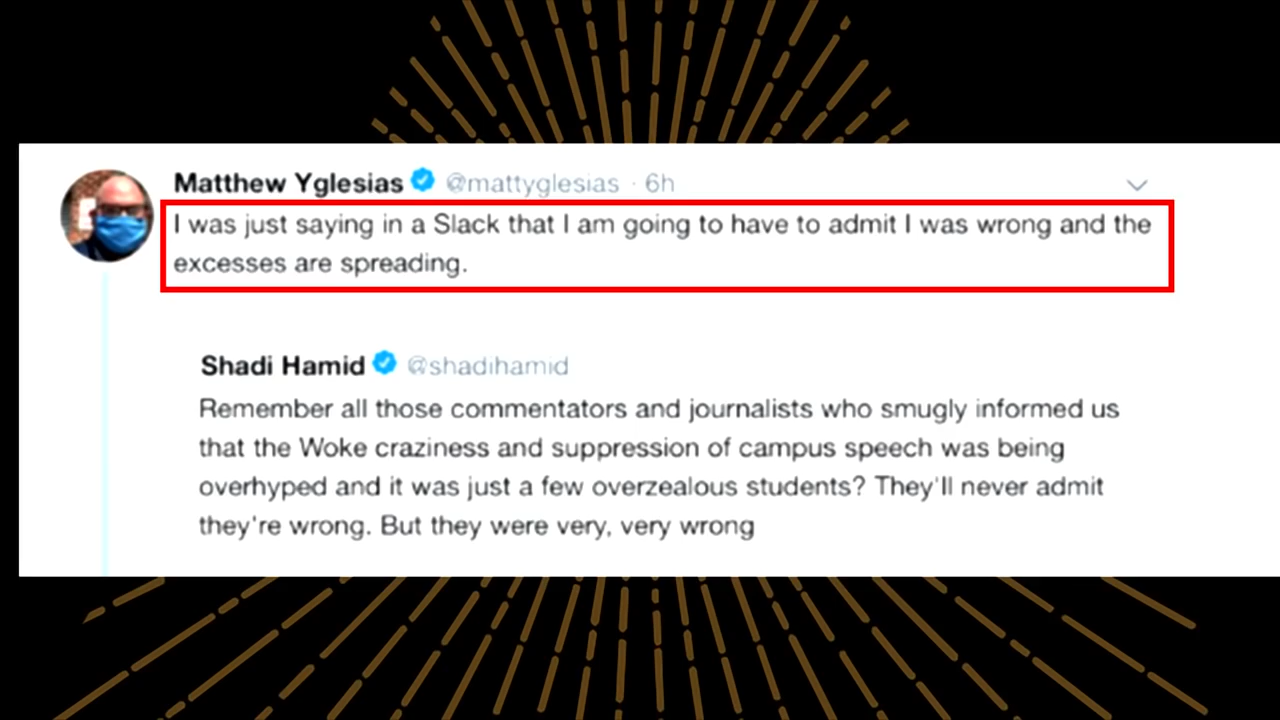 Matthew Yglesias @mattyglesias · 6h
I was just saying in a Slack that I am going to have to admit I was wrong and the
excesses are spreading.
Shadi Hamid @shadihamid
Remember all those commentators and journalists who smugly informed us
that the Woke craziness and suppression of campus speech was being
overhyped and it was just a few overzealous students? They'll never admit
they're wrong. But they were very, very wrong